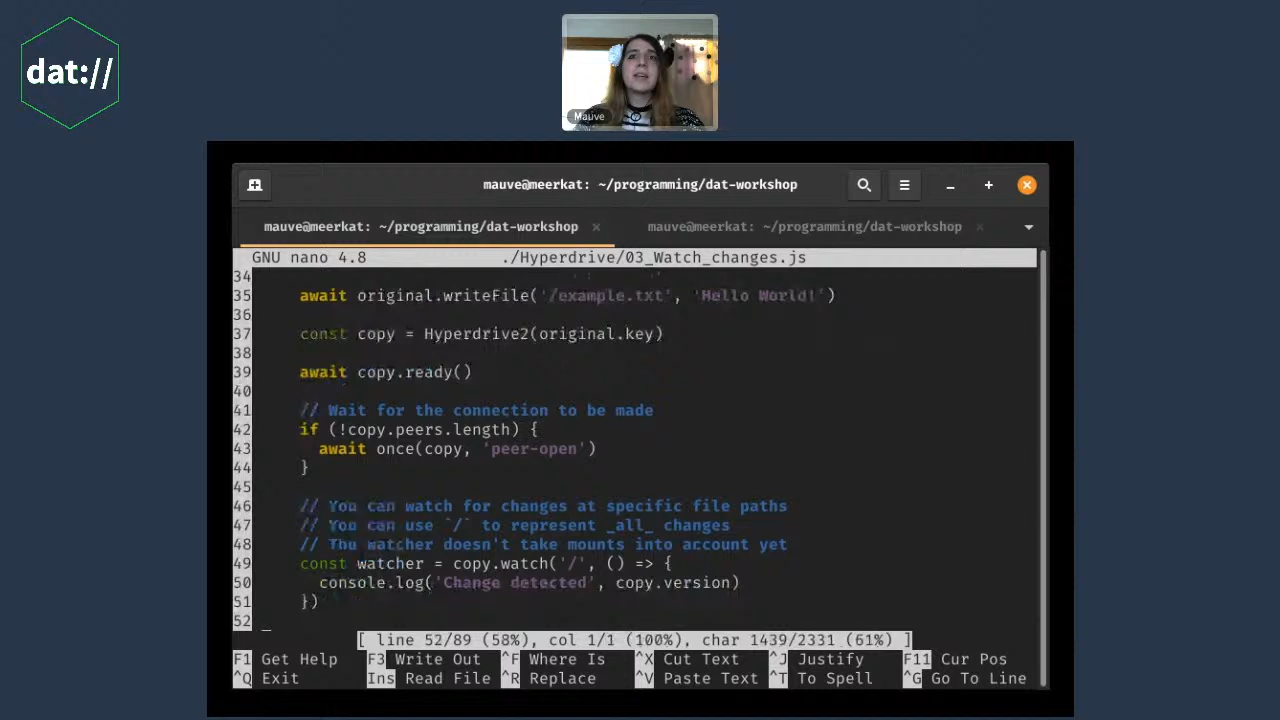 dat://
Mauve
mauve@meerkat: ~/programming/dat-workshop
mauve@meerkat: ~/programming/dat-workshop × mauve@meerkat: ~/programming/dat-workshop ×
GNU nano 4.8 ./Hyperdrive/03_Watch_changes.js
34
35 await original.writeFile('/example.txt', 'Hello World!')
36
37 const copy = Hyperdrive2(original.key)
38
39 await copy.ready()
40
41 // Wait for the connection to be made
42 if (!copy.peers.length) {
43 await once(copy, 'peer-open')
44 }
45
46 // You can watch for changes at specific file paths
47 // You can use `/` to represent _all_ changes
48 // The watcher doesn't take mounts into account yet
49 const watcher = copy.watch('/', () => {
50 console.log('Change detected', copy.version)
51 })
52
[ line 52/89 (58%), col 1/1 (100%), char 1439/2331 (61%) ]
F1 Get Help F3 Write Out ^F Where Is ^X Cut Text ^J Justify F11 Cur Pos
^Q Exit Ins Read File ^R Replace ^V Paste Text ^T To Spell ^G Go To Line